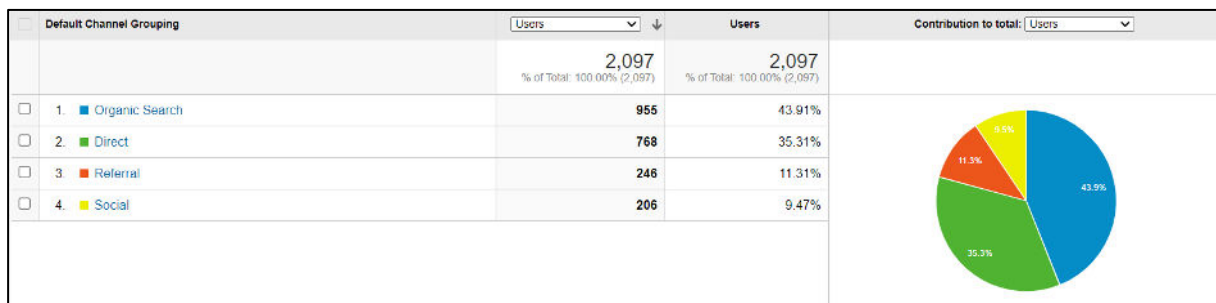 Default Channel Grouping Users Users Contribution to total: Users
2,097 2,097
% of Total: 100.00% (2,097) % of Total: 100.00% (2,097)
1. Organic Search 955 43.91%
2. Direct 768 35.31%
3. Referral 246 11.31%
4. Social 206 9.47%
9.5%
11.3%
43.9%
35.3%